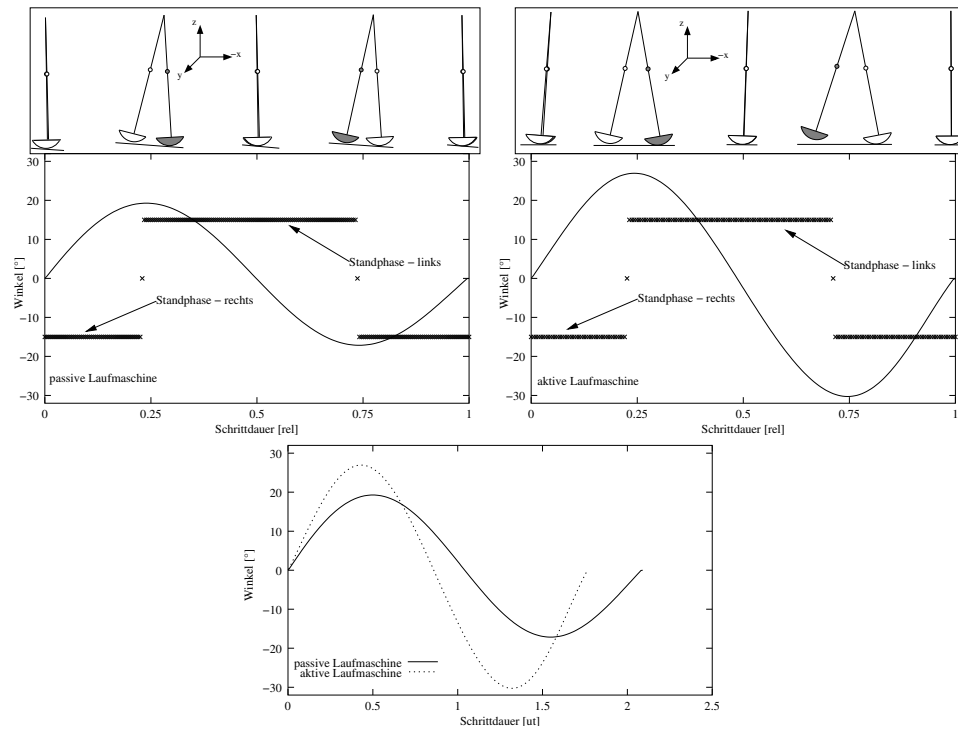 z
−x
y
z
−x
y
30
20
10
0
−10
−20
−30
Winkel [°]
Standphase − links
Standphase − rechts
passive Laufmaschine
0
0.25
0.5
0.75
1
Schrittdauer [rel]
30
20
10
0
−10
−20
−30
Winkel [°]
Standphase − links
Standphase − rechts
aktive Laufmaschine
0
0.25
0.5
0.75
1
Schrittdauer [rel]
30
20
10
0
−10
−20
−30
Winkel [°]
passive Laufmaschine
aktive Laufmaschine
0
0.5
1
1.5
2
2.5
Schrittdauer [ut]